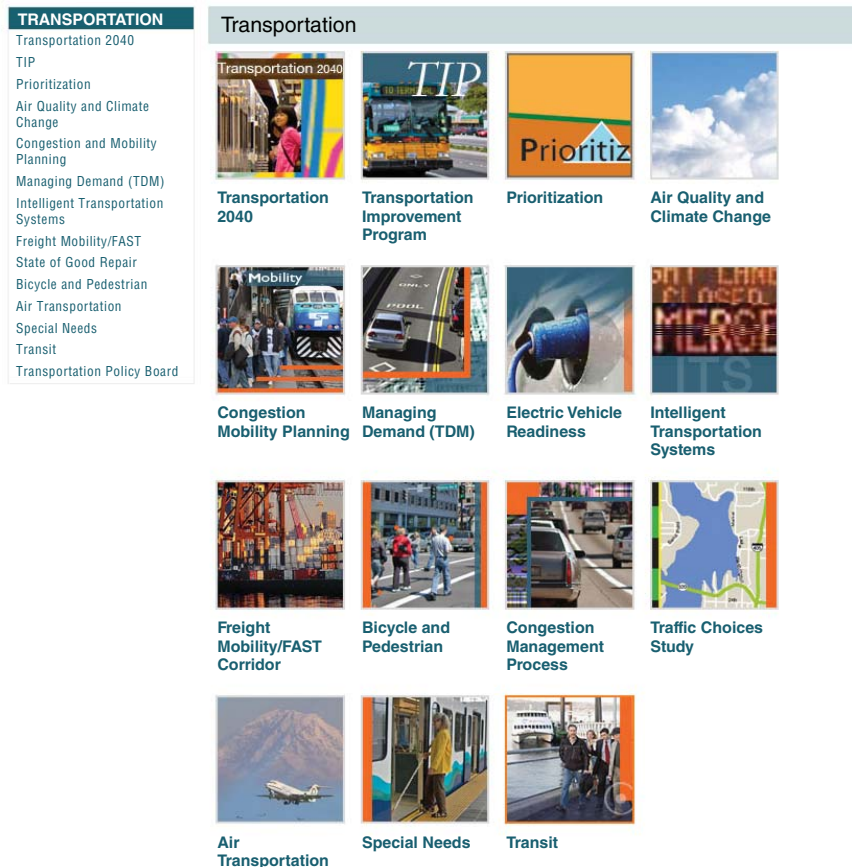 TRANSPORTATION
Transportation 2040
TIP
Prioritization
Air Quality and Climate
Change
Congestion and Mobility
Planning
Managing Demand (TDM)
Intelligent Transportation
Systems
Freight Mobility/FAST
State of Good Repair
Bicycle and Pedestrian
Air Transportation
Special Needs
Transit
Transportation Policy Board
Transportation
Transportation 2040
TIP
Prioritiz
Transportation
2040
Transportation
Improvement
Program
Prioritization
Air Quality and
Climate Change
Mobility
ONLY
POOL
MERGE
ITS
Congestion
Mobility Planning
Managing
Demand (TDM)
Electric Vehicle
Readiness
Intelligent
Transportation
Systems
Freight
Mobility/FAST
Corridor
Bicycle and
Pedestrian
Congestion
Management
Process
Traffic Choices
Study
Air
Transportation
Special Needs
Transit